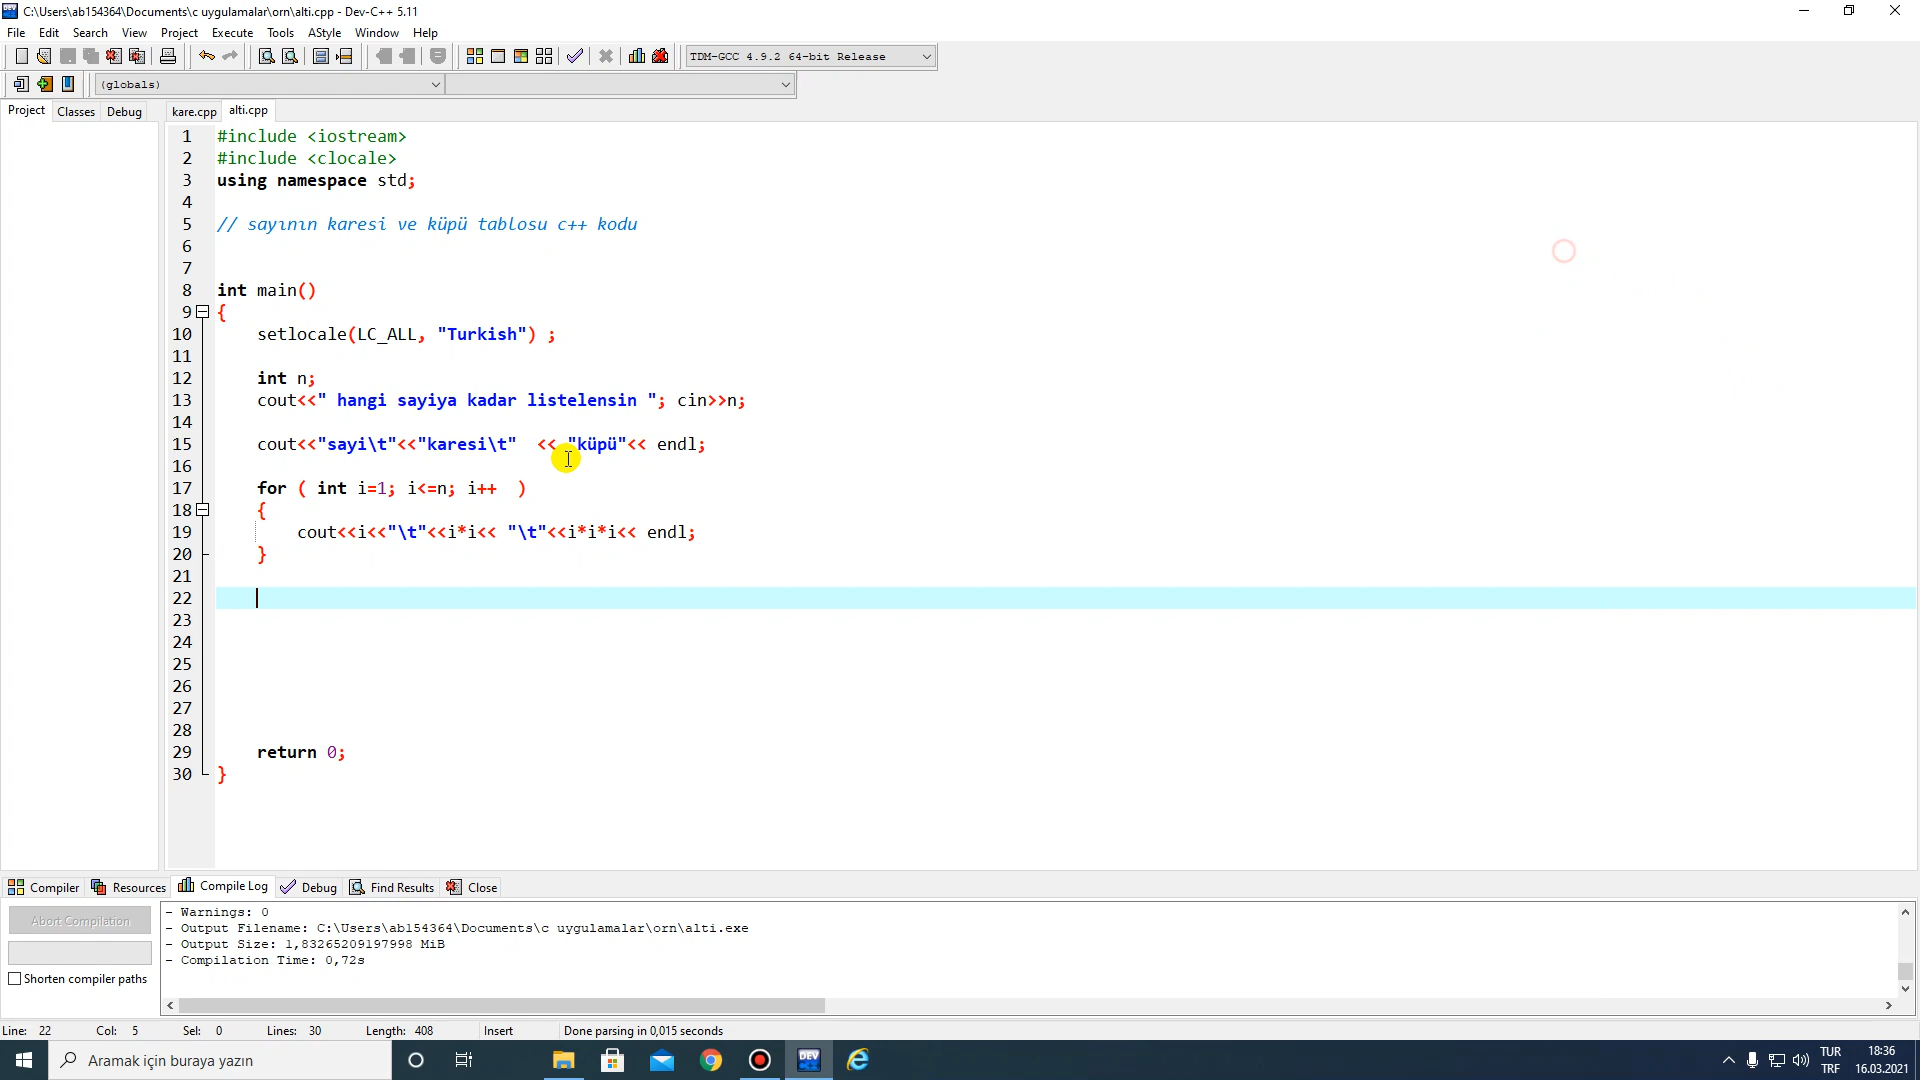 C:\Users\ab154364\Documents\c uygulamalar\orn\alti.cpp - Dev-C++ 5.11
File Edit Search View Project Execute Tools AStyle Window Help
TDM-GCC 4.9.2 64-bit Release
(globals)
Project Classes Debug kare.cpp alti.cpp
1 #include <iostream>
2 #include <clocale>
3 using namespace std;
4
5 // sayının karesi ve küpü tablosu c++ kodu
6
7
8 int main()
9 {
10 setlocale(LC_ALL, "Turkish") ;
11
12 int n;
13 cout<<" hangi sayiya kadar listelensin "; cin>>n;
14
15 cout<<"sayi\t"<<"karesi\t"  << "küpü"<< endl;
16
17 for ( int i=1; i<=n; i++  )
18 {
19 cout<<i<<"\t"<<i*i<< "\t"<<i*i*i<< endl;
20 }
21
22
23
24
25
26
27
28
29 return 0;
30 }
Compiler Resources Compile Log Debug Find Results Close
Abort Compilation
Shorten compiler paths
- Warnings: 0
- Output Filename: C:\Users\ab154364\Documents\c uygulamalar\orn\alti.exe
- Output Size: 1,83265209197998 MiB
- Compilation Time: 0,72s
Line: 22 Col: 5 Sel: 0 Lines: 30 Length: 408 Insert Done parsing in 0,015 seconds
Aramak için buraya yazın
DEV
TUR
TRF
18:36
16.03.2021